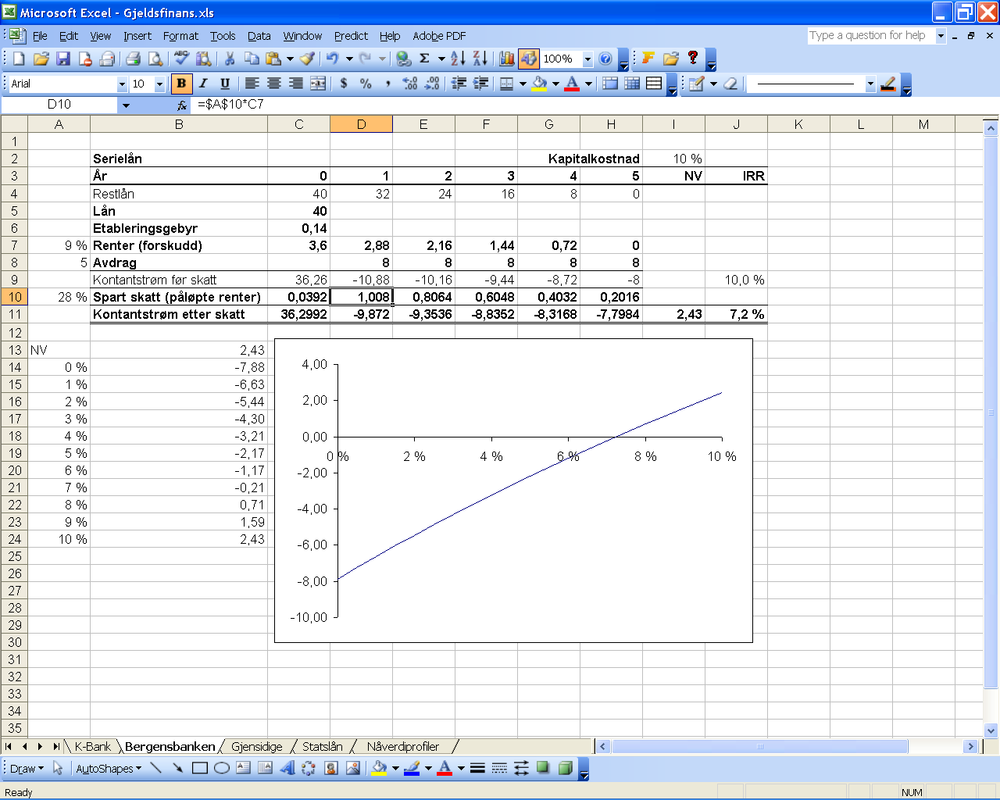 Microsoft Excel - Gjeldsfinans.xls
File Edit View Insert Format Tools Data Window Predict Help Adobe PDF Type a question for help
100%
Arial 10 B I U $ % ,
D10 fx =$A$10*C7
A B C D E F G H I J K L M
1
2 Serielån Kapitalkostnad 10 %
3 År 0 1 2 3 4 5 NV IRR
4 Restlån 40 32 24 16 8 0
5 Lån 40
6 Etableringsgebyr 0,14
7 9 % Renter (forskudd) 3,6 2,88 2,16 1,44 0,72 0
8 5 Avdrag 8 8 8 8 8
9 Kontantstrøm før skatt 36,26 -10,88 -10,16 -9,44 -8,72 -8 10,0 %
10 28 % Spart skatt (påløpte renter) 0,0392 1,008 0,8064 0,6048 0,4032 0,2016
11 Kontantstrøm etter skatt 36,2992 -9,872 -9,3536 -8,8352 -8,3168 -7,7984 2,43 7,2 %
12
13 NV 2,43
14 0 % -7,88
15 1 % -6,63
16 2 % -5,44
17 3 % -4,30
18 4 % -3,21
19 5 % -2,17
20 6 % -1,17
21 7 % -0,21
22 8 % 0,71
23 9 % 1,59
24 10 % 2,43
25
26
27
28
29
30
31
32
33
34
35
4,00
2,00
0,00
0 % 2 % 4 % 6 % 8 % 10 %
-2,00
-4,00
-6,00
-8,00
-10,00
K-Bank Bergensbanken Gjensidige Statslån Nåverdiprofiler
Draw AutoShapes
Ready NUM